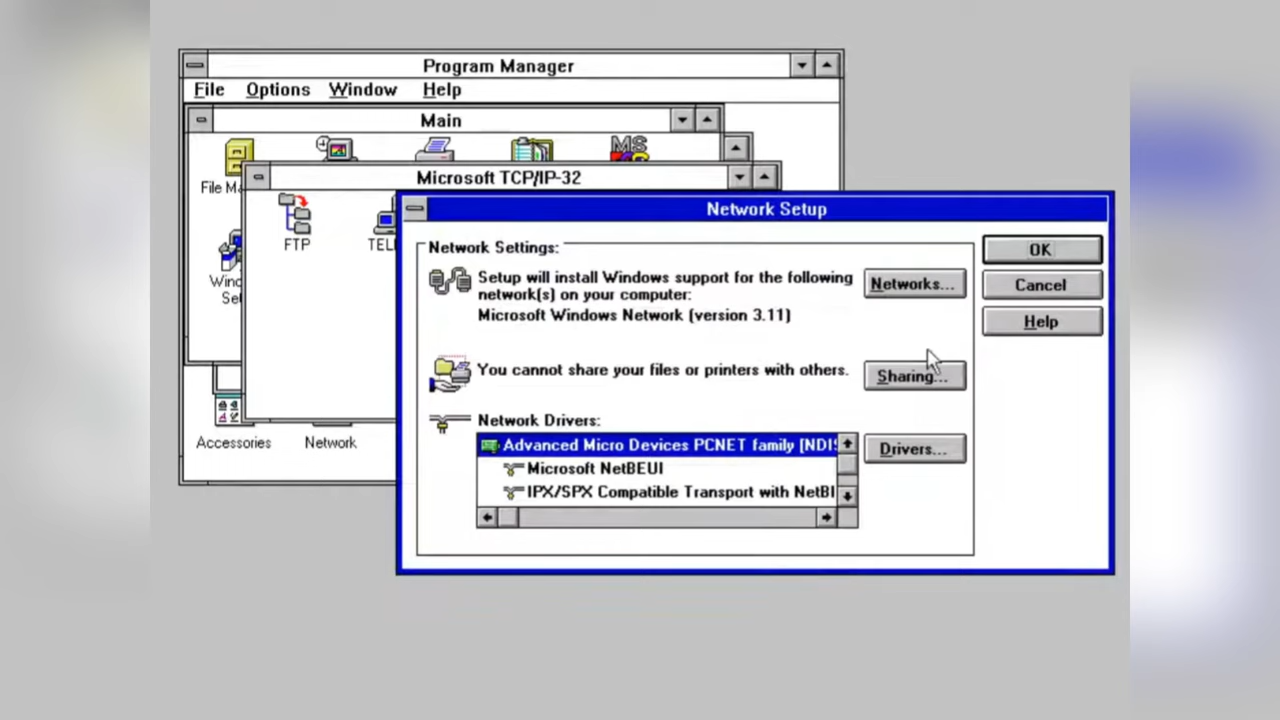 Program Manager
File Options Window Help
Main
File Ma
Microsoft TCP/IP-32
FTP
Network Setup
Network Settings:
Setup will install Windows support for the following
network(s) on your computer:
Microsoft Windows Network (version 3.11)
Networks...
OK
Cancel
Help
You cannot share your files or printers with others.
Sharing...
Network Drivers:
Advanced Micro Devices PCNET family [NDIS
Microsoft NetBEUI
IPX/SPX Compatible Transport with NetBI
Drivers...
Accessories
Network